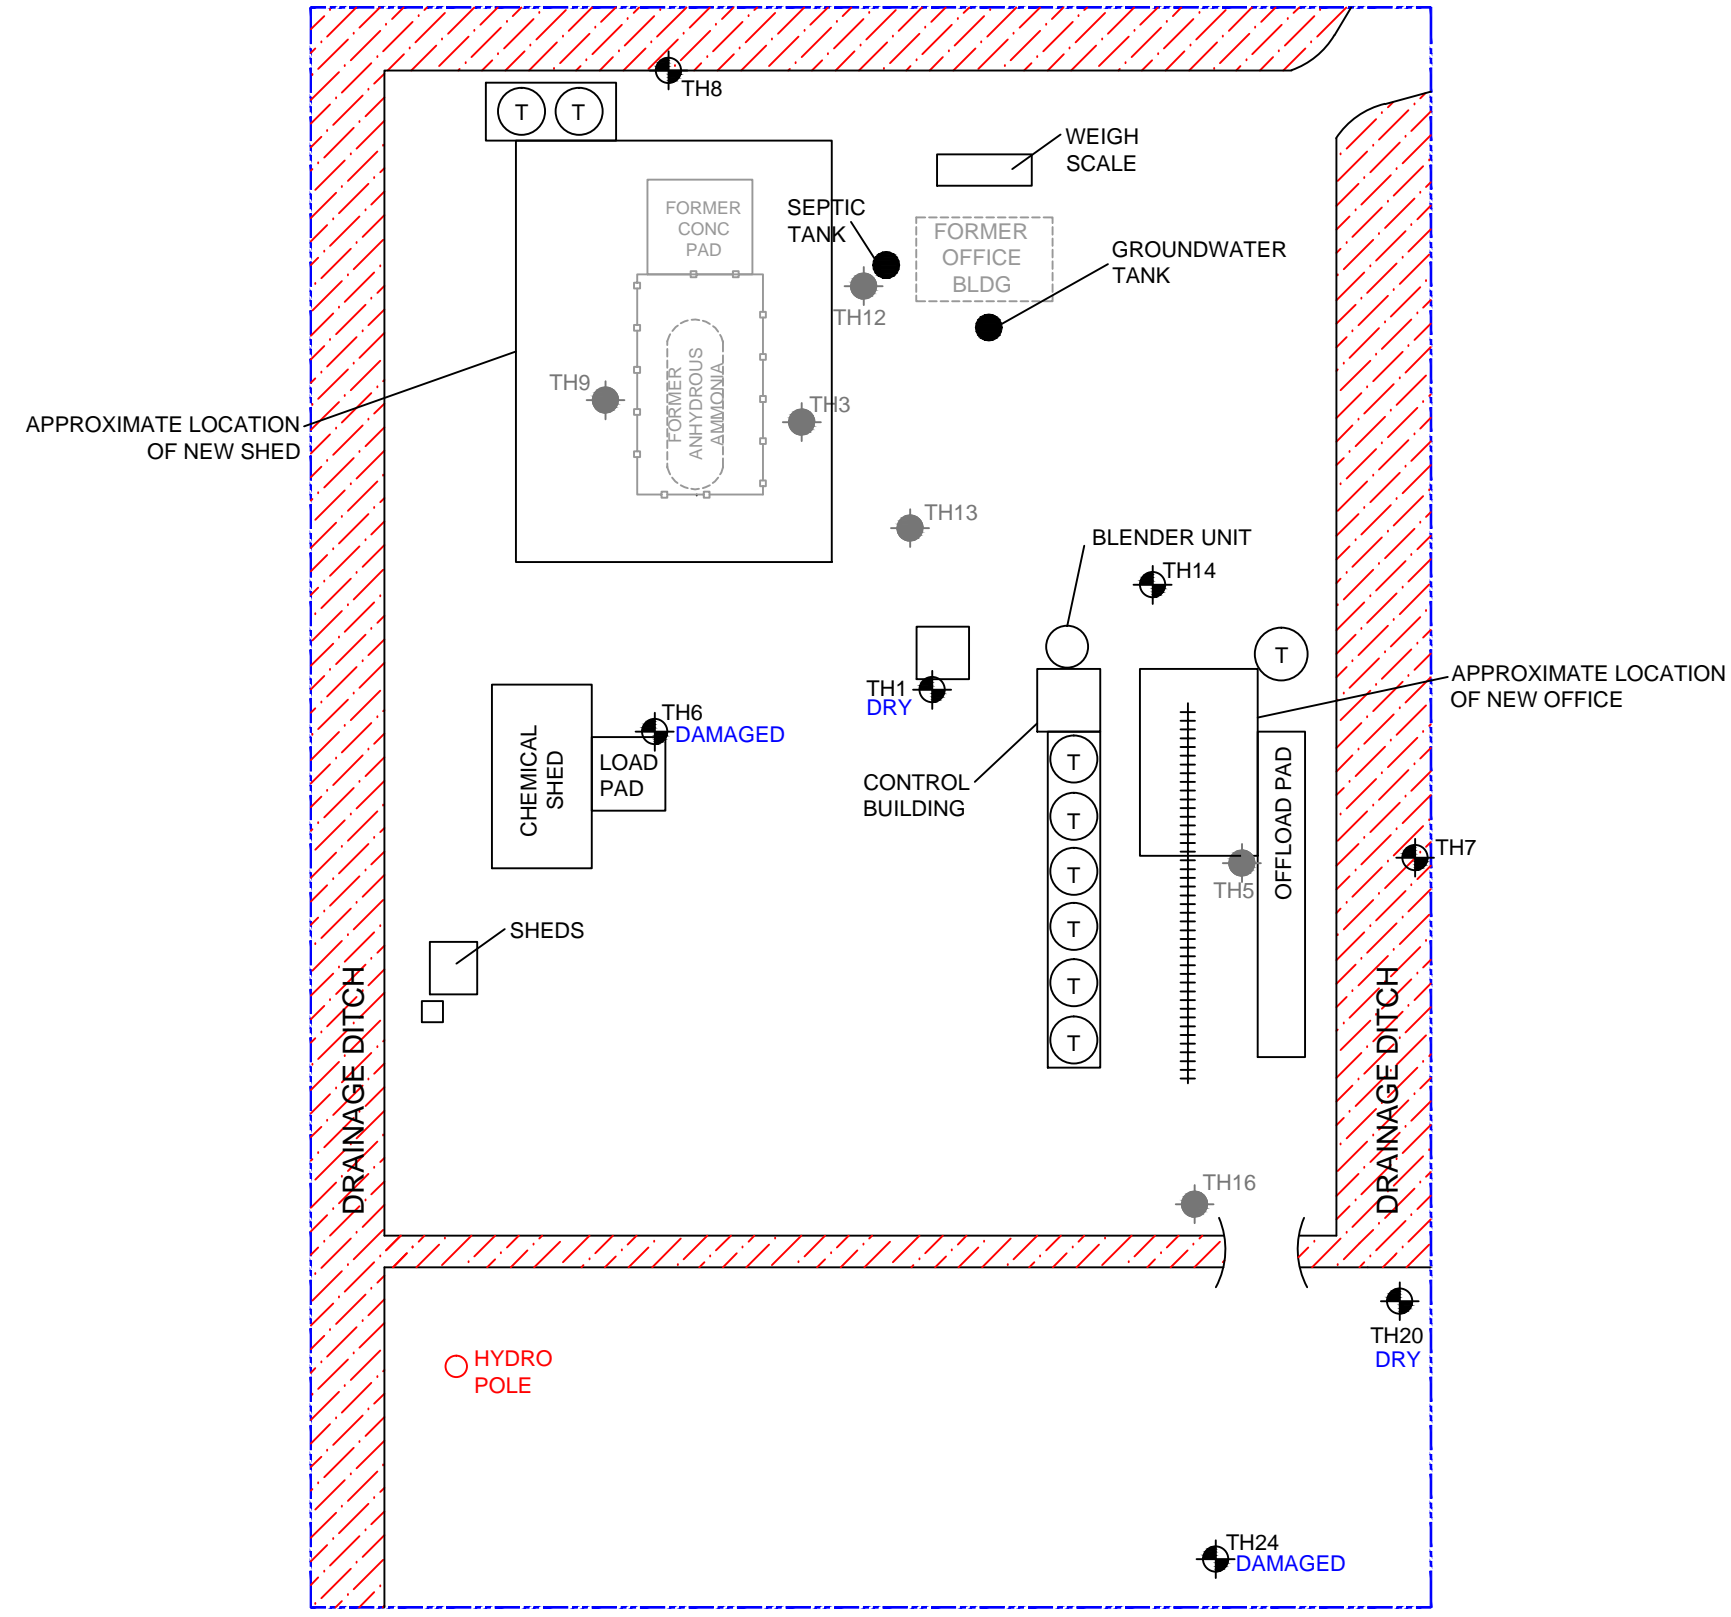 TH8
T T
WEIGH
SCALE
FORMER
CONC
PAD
SEPTIC
TANK
FORMER
OFFICE
BLDG
GROUNDWATER
TANK
TH12
TH9
FORMER
ANHYDROUS
AMMONIA
TH3
APPROXIMATE LOCATION
OF NEW SHED
TH13
BLENDER UNIT
TH14
T
APPROXIMATE LOCATION
OF NEW OFFICE
TH1
DRY
TH6
DAMAGED
CHEMICAL
SHED
LOAD
PAD
CONTROL
BUILDING
T
T
T
T
T
T
OFFLOAD PAD
TH7
TH5
SHEDS
DRAINAGE DITCH
DRAINAGE DITCH
TH16
TH20
DRY
HYDRO
POLE
TH24
DAMAGED